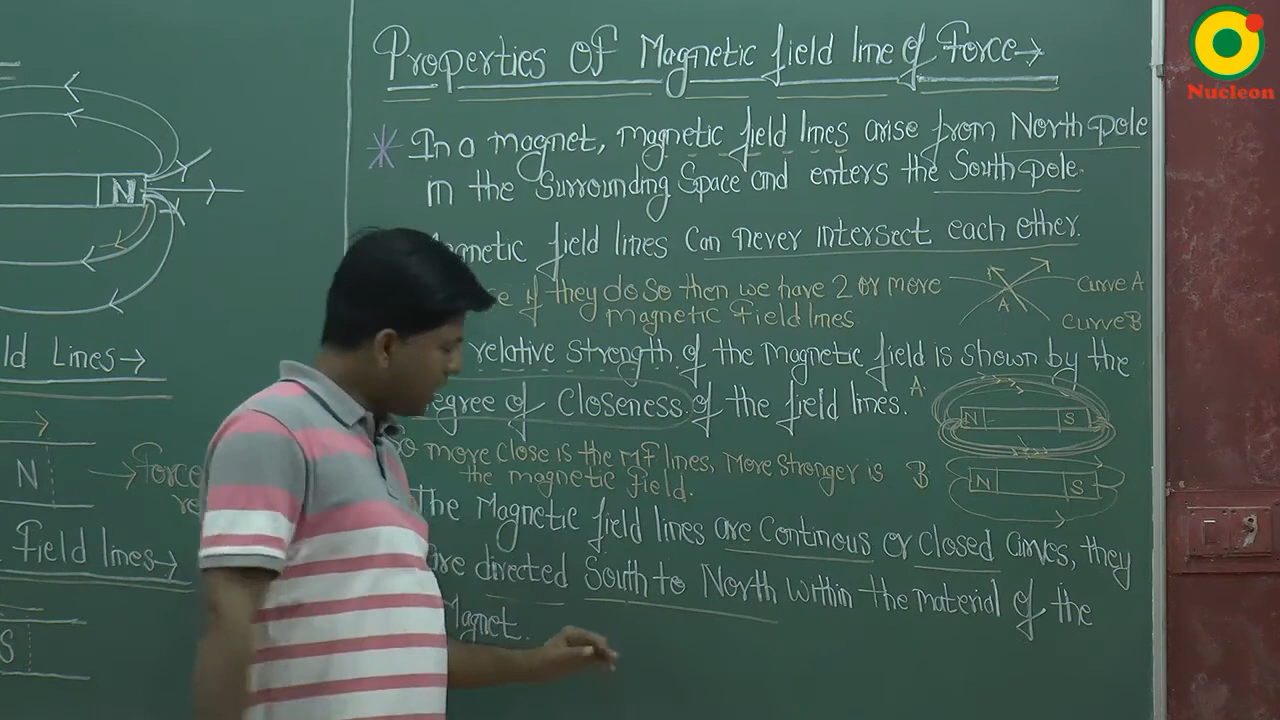 Nucleon
Properties OF Magnetic field line of Force→
In a magnet, magnetic field lines arise from North pole
in the Surrounding Space and enters the South pole.
field lines Can never intersect each other.
if they do so then we have 2 or more
Magnetic Field lines
A
Curve A
Curve B
relative strength of the Magnetic field is shown by the
Closeness of the field lines.
A
N S
more close is the MF lines, More stronger is
the magnetic field.
B
N S
The Magnetic field lines are Continous or closed Curves, they
are directed South to North within the material of the
Magnet.
N
Lines→
N
→Force
Field lines→
S